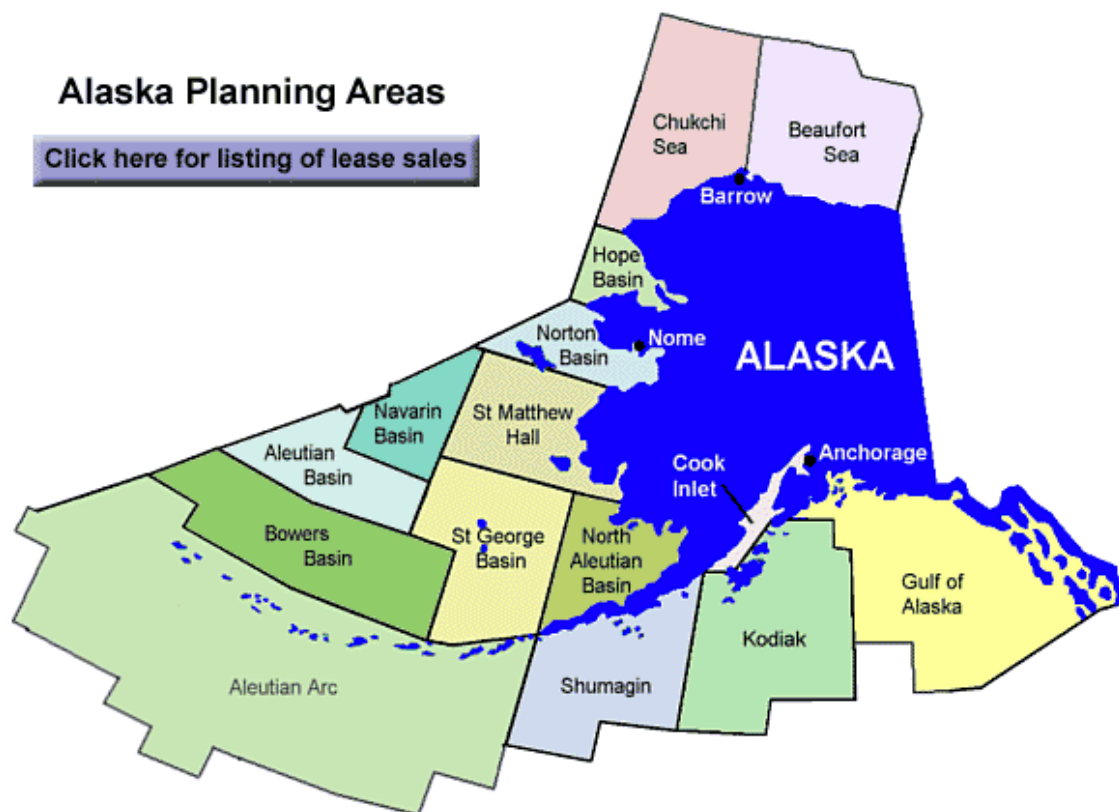 Alaska Planning Areas
Click here for listing of lease sales
Chukchi
Sea
Beaufort
Sea
Barrow
Hope
Basin
Norton
Basin
Nome
ALASKA
Navarin
Basin
St Matthew
Hall
Aleutian
Basin
Cook
Inlet
Anchorage
Bowers
Basin
St George
Basin
North
Aleutian
Basin
Gulf of
Alaska
Kodiak
Aleutian Arc
Shumagin